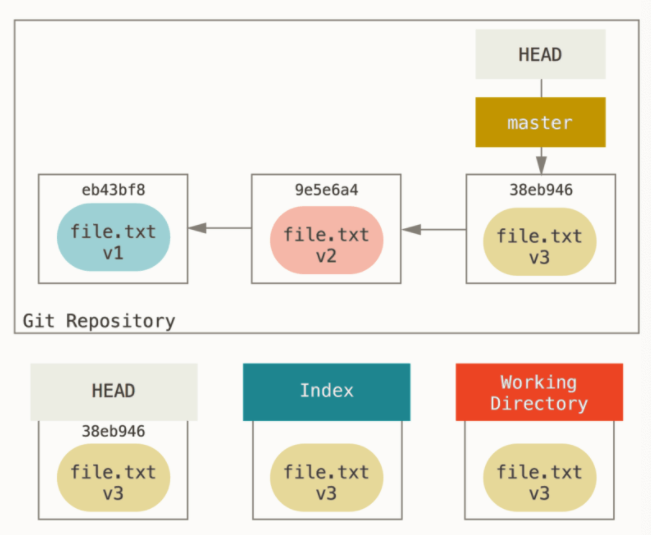 HEAD
master
eb43bf8
9e5e6a4
38eb946
file.txt
v1
file.txt
v2
file.txt
v3
Git Repository
HEAD
Index
Working
Directory
38eb946
file.txt
v3
file.txt
v3
file.txt
v3